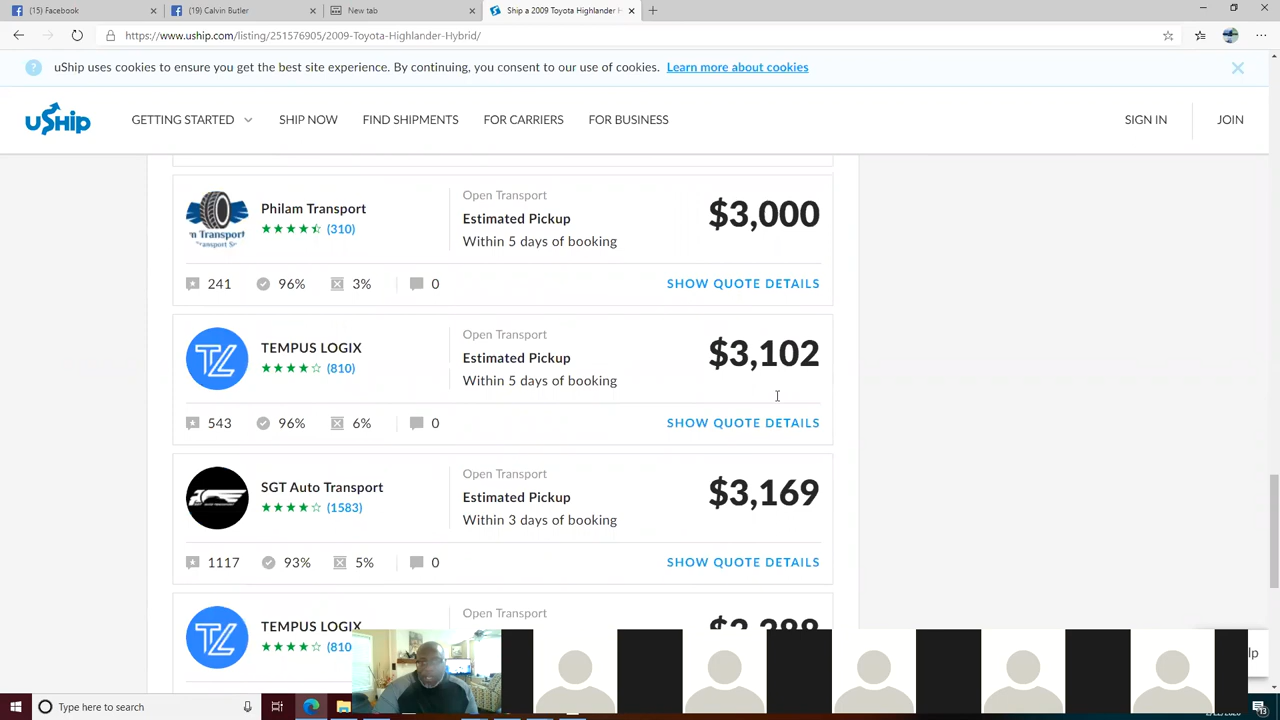 (15) Facebook
(19) Calvin Butler
New tab
Ship a 2009 Toyota Highlander H
https://www.uship.com/listing/251576905/2009-Toyota-Highlander-Hybrid/
uShip uses cookies to ensure you get the best site experience. By continuing, you consent to our use of cookies. Learn more about cookies
uShip
GETTING STARTED
SHIP NOW
FIND SHIPMENTS
FOR CARRIERS
FOR BUSINESS
SIGN IN
JOIN
m Transport
Philam Transport
(310)
Open Transport
Estimated Pickup
Within 5 days of booking
$3,000
241 96% 3% 0
SHOW QUOTE DETAILS
TL
TEMPUS LOGIX
(810)
Open Transport
Estimated Pickup
Within 5 days of booking
$3,102
543 96% 6% 0
SHOW QUOTE DETAILS
SGT Auto Transport
(1583)
Open Transport
Estimated Pickup
Within 3 days of booking
$3,169
1117 93% 5% 0
SHOW QUOTE DETAILS
TL
TEMPUS LOGIX
(810
Open Transport
lp
Type here to search